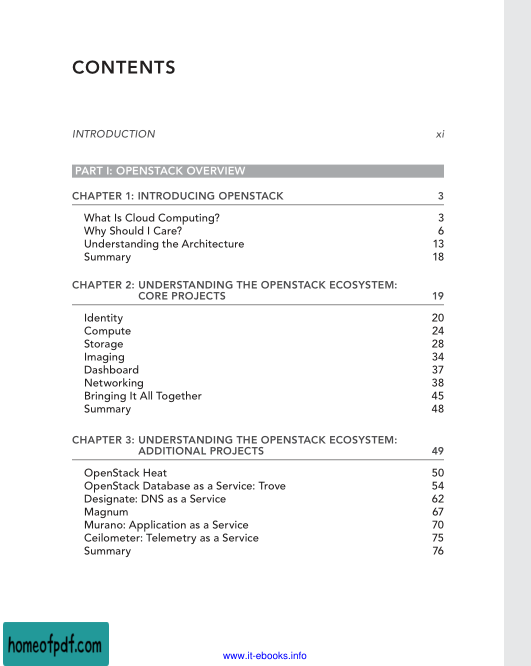 CONTENTS
INTRODUCTION xi
PART I: OPENSTACK OVERVIEW
CHAPTER 1: INTRODUCING OPENSTACK 3
What Is Cloud Computing? 3
Why Should I Care? 6
Understanding the Architecture 13
Summary 18
CHAPTER 2: UNDERSTANDING THE OPENSTACK ECOSYSTEM:
CORE PROJECTS 19
Identity 20
Compute 24
Storage 28
Imaging 34
Dashboard 37
Networking 38
Bringing It All Together 45
Summary 48
CHAPTER 3: UNDERSTANDING THE OPENSTACK ECOSYSTEM:
ADDITIONAL PROJECTS 49
OpenStack Heat 50
OpenStack Database as a Service: Trove 54
Designate: DNS as a Service 62
Magnum 67
Murano: Application as a Service 70
Ceilometer: Telemetry as a Service 75
Summary 76
homeofpdf.com
www.it-ebooks.info